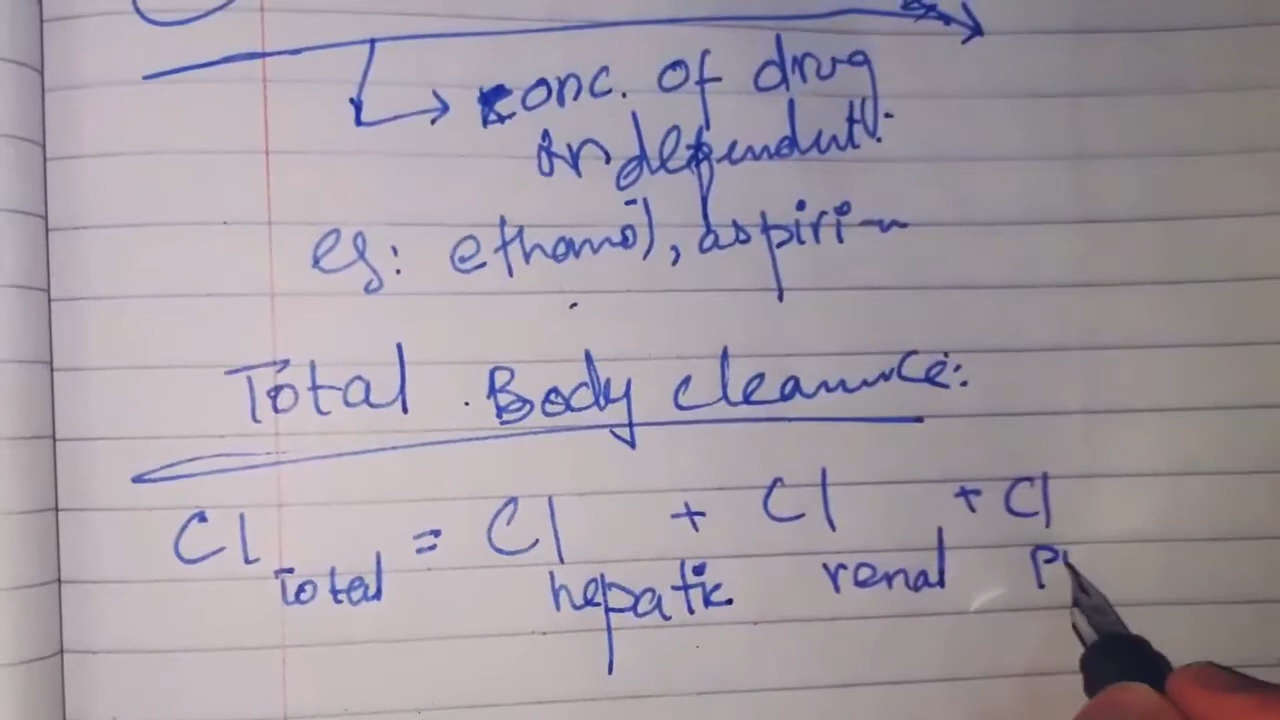 conc. of drug
independent.
eg: ethanol, aspirin
Total Body clearance:
Cl Total = Cl hepatic + Cl renal + Cl P